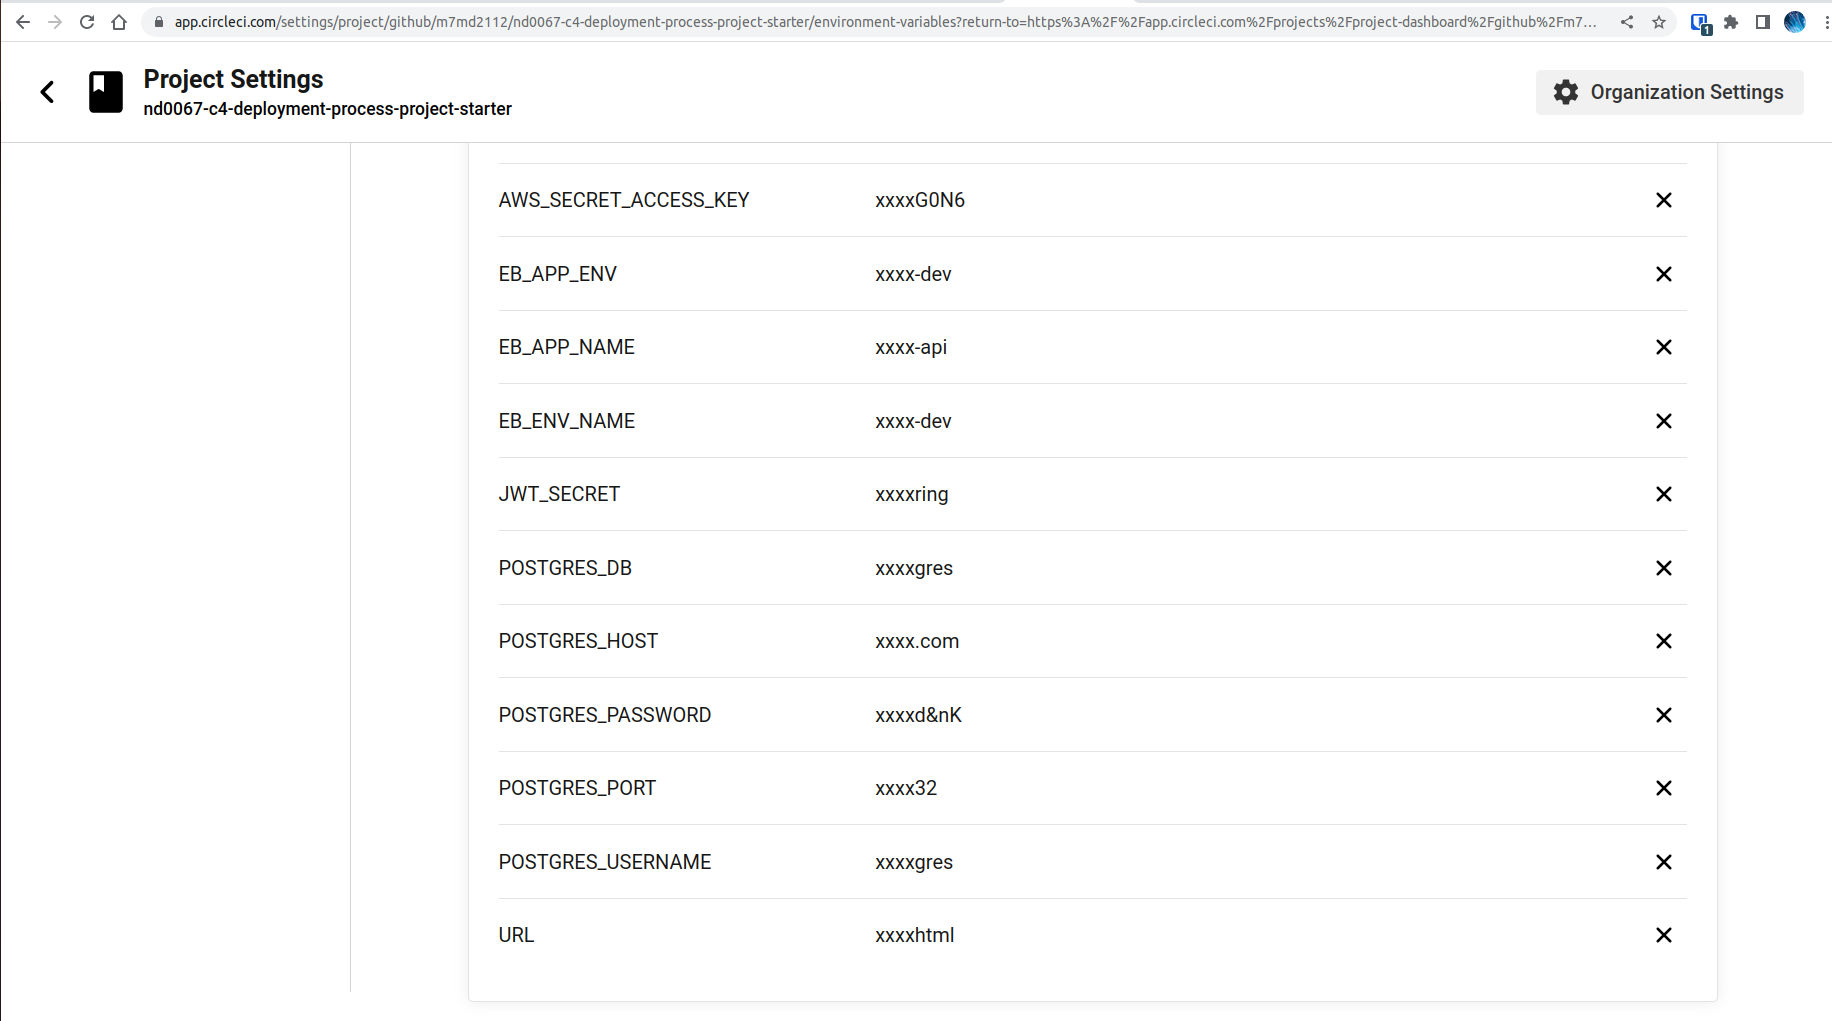 app.circleci.com/settings/project/github/m7md2112/nd0067-c4-deployment-process-project-starter/environment-variables?return-to=https%3A%2F%2Fapp.circleci.com%2Fprojects%2Fproject-dashboard%2Fgithub%2Fm7...
1
Project Settings
nd0067-c4-deployment-process-project-starter
Organization Settings
AWS_SECRET_ACCESS_KEY xxxxG0N6
EB_APP_ENV xxxx-dev
EB_APP_NAME xxxx-api
EB_ENV_NAME xxxx-dev
JWT_SECRET xxxxring
POSTGRES_DB xxxxgres
POSTGRES_HOST xxxx.com
POSTGRES_PASSWORD xxxxd&nK
POSTGRES_PORT xxxx32
POSTGRES_USERNAME xxxxgres
URL xxxxhtml